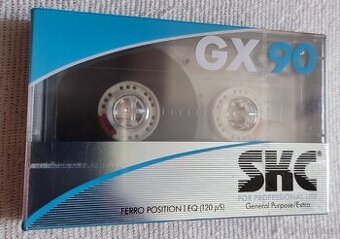 GX 90
SKC
FOR PROFESSIONAL USE
General Purpose/Extra
FERRO POSITION I EQ (120 µS)